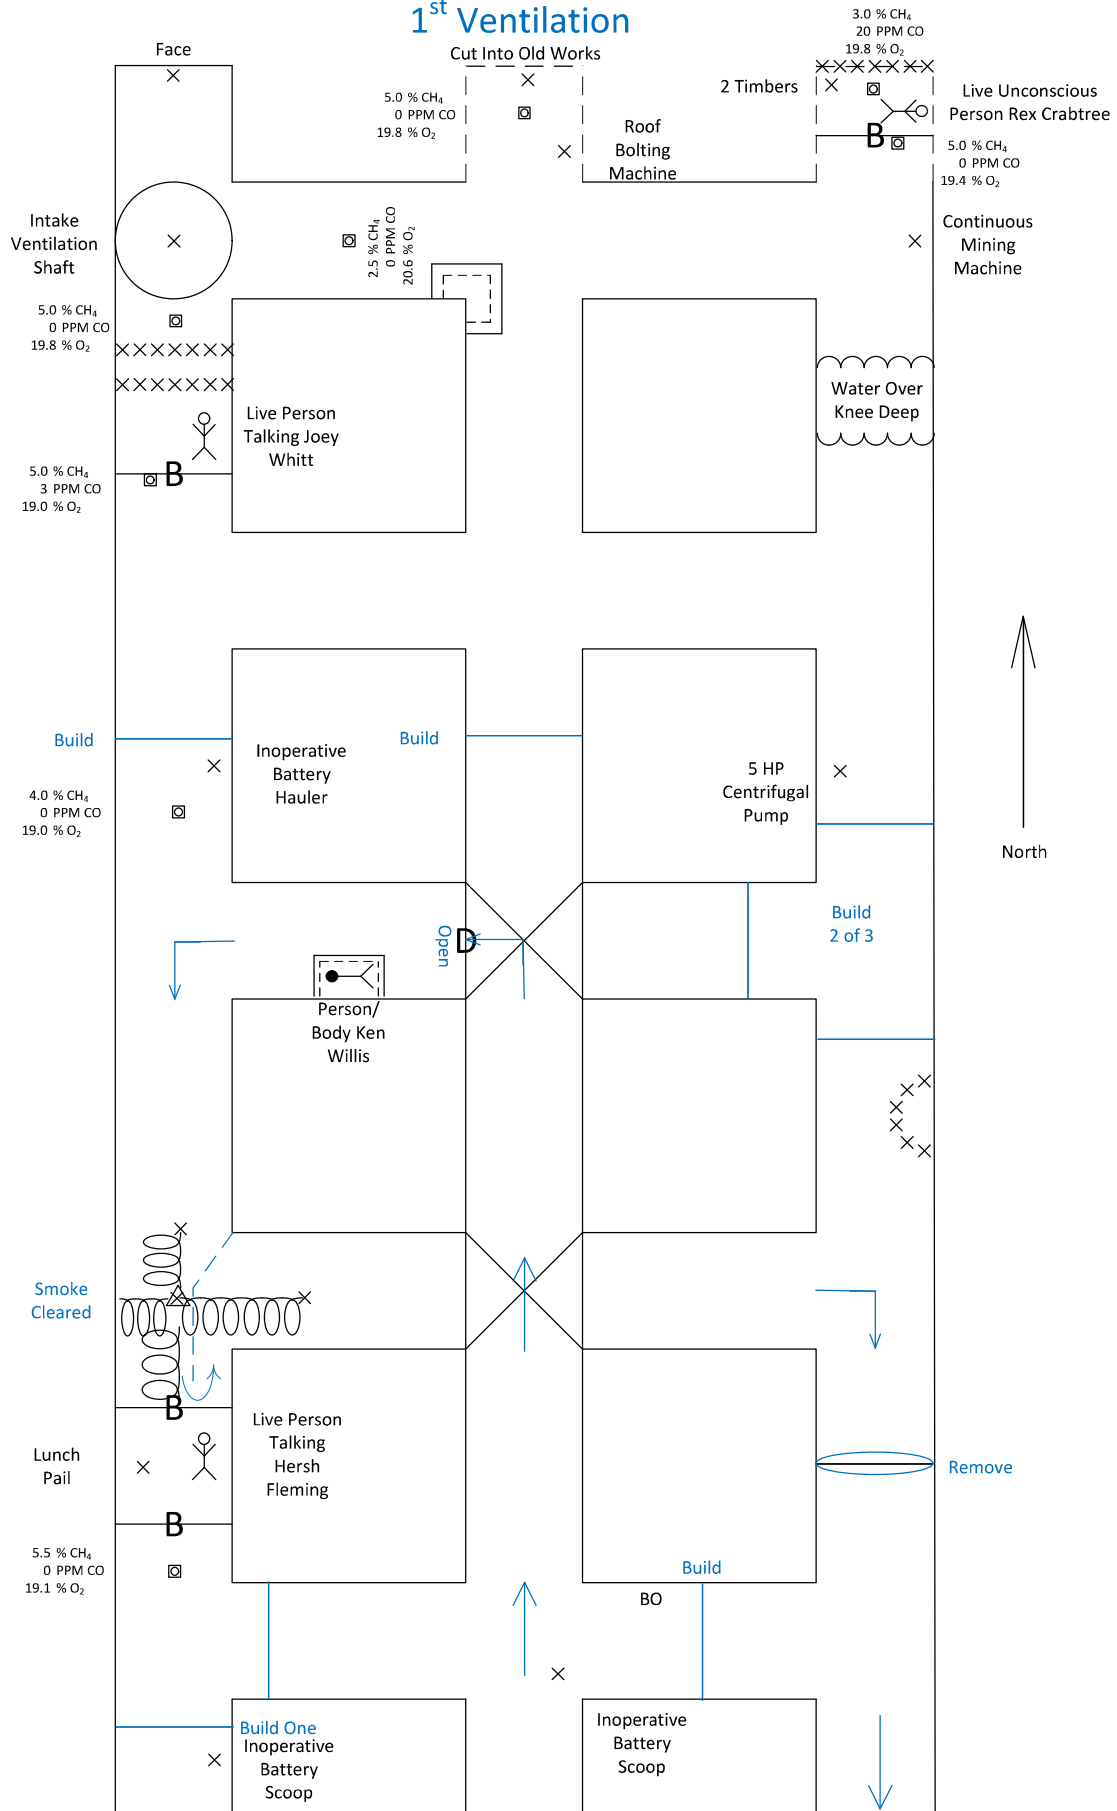 1st Ventilation
3.0 % CH4
20 PPM CO
19.8 % O2
Face
Cut Into Old Works
2 Timbers
Live Unconscious
Person Rex Crabtree
5.0 % CH4
0 PPM CO
19.8 % O2
Roof
Bolting
Machine
B
5.0 % CH4
0 PPM CO
19.4 % O2
Intake
Ventilation
Shaft
2.5 % CH4
0 PPM CO
20.6 % O2
Continuous
Mining
Machine
5.0 % CH4
0 PPM CO
19.8 % O2
Water Over
Knee Deep
Live Person
Talking Joey
Whitt
B
5.0 % CH4
3 PPM CO
19.0 % O2
Build
Build
Inoperative
Battery
Hauler
5 HP
Centrifugal
Pump
4.0 % CH4
0 PPM CO
19.0 % O2
North
Open
D
Build
2 of 3
Person/
Body Ken
Willis
Smoke
Cleared
B
Live Person
Talking
Hersh
Fleming
Lunch
Pail
Remove
B
5.5 % CH4
0 PPM CO
19.1 % O2
Build
BO
Build One
Inoperative
Battery
Scoop
Inoperative
Battery
Scoop